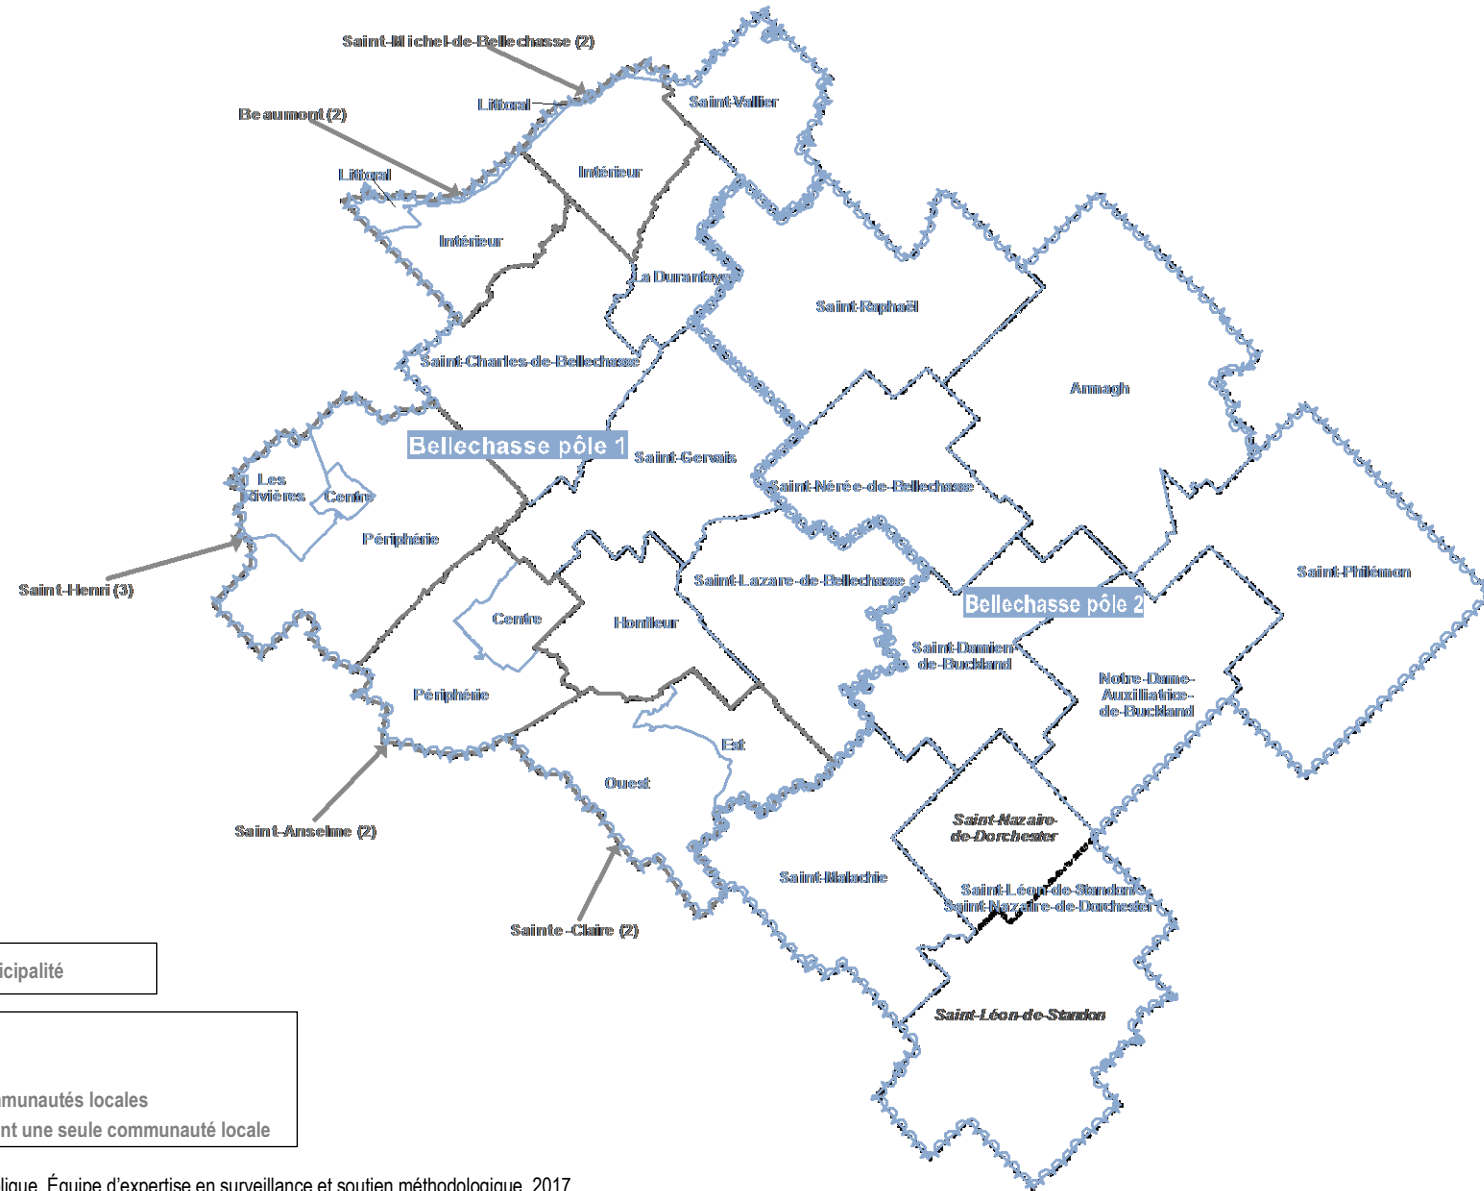 Saint-Michel-de-Bellechasse (2)
Saint-Vallier
Littoral
Beaumont (2)
Intérieur
Littoral
Intérieur
La Durantaye
Saint-Raphaël
Saint-Charles-de-Bellechasse
Armagh
Bellechasse pôle 1
Saint-Gervais
Les
Rivières
Centre
Saint-Nérée-de-Bellechasse
Périphérie
Saint-Philémon
Saint-Henri (3)
Saint-Lazare-de-Bellechasse
Bellechasse pôle 2
Centre
Honfleur
Saint-Damien
de-Buckland
Notre-Dame-
Auxiliatrice-
de-Buckland
Périphérie
Est
Ouest
Saint-Anselme (2)
Saint-Nazaire-
de-Dorchester
Saint-Malachie
Saint-Léon-de-Standon/
Saint-Nazaire-de-Dorchester
Sainte-Claire (2)
icipalité
Saint-Léon-de-Standon
nmunautés locales
nt une seule communauté locale
blique, Équipe d'expertise en surveillance et soutien méthodologique, 2017